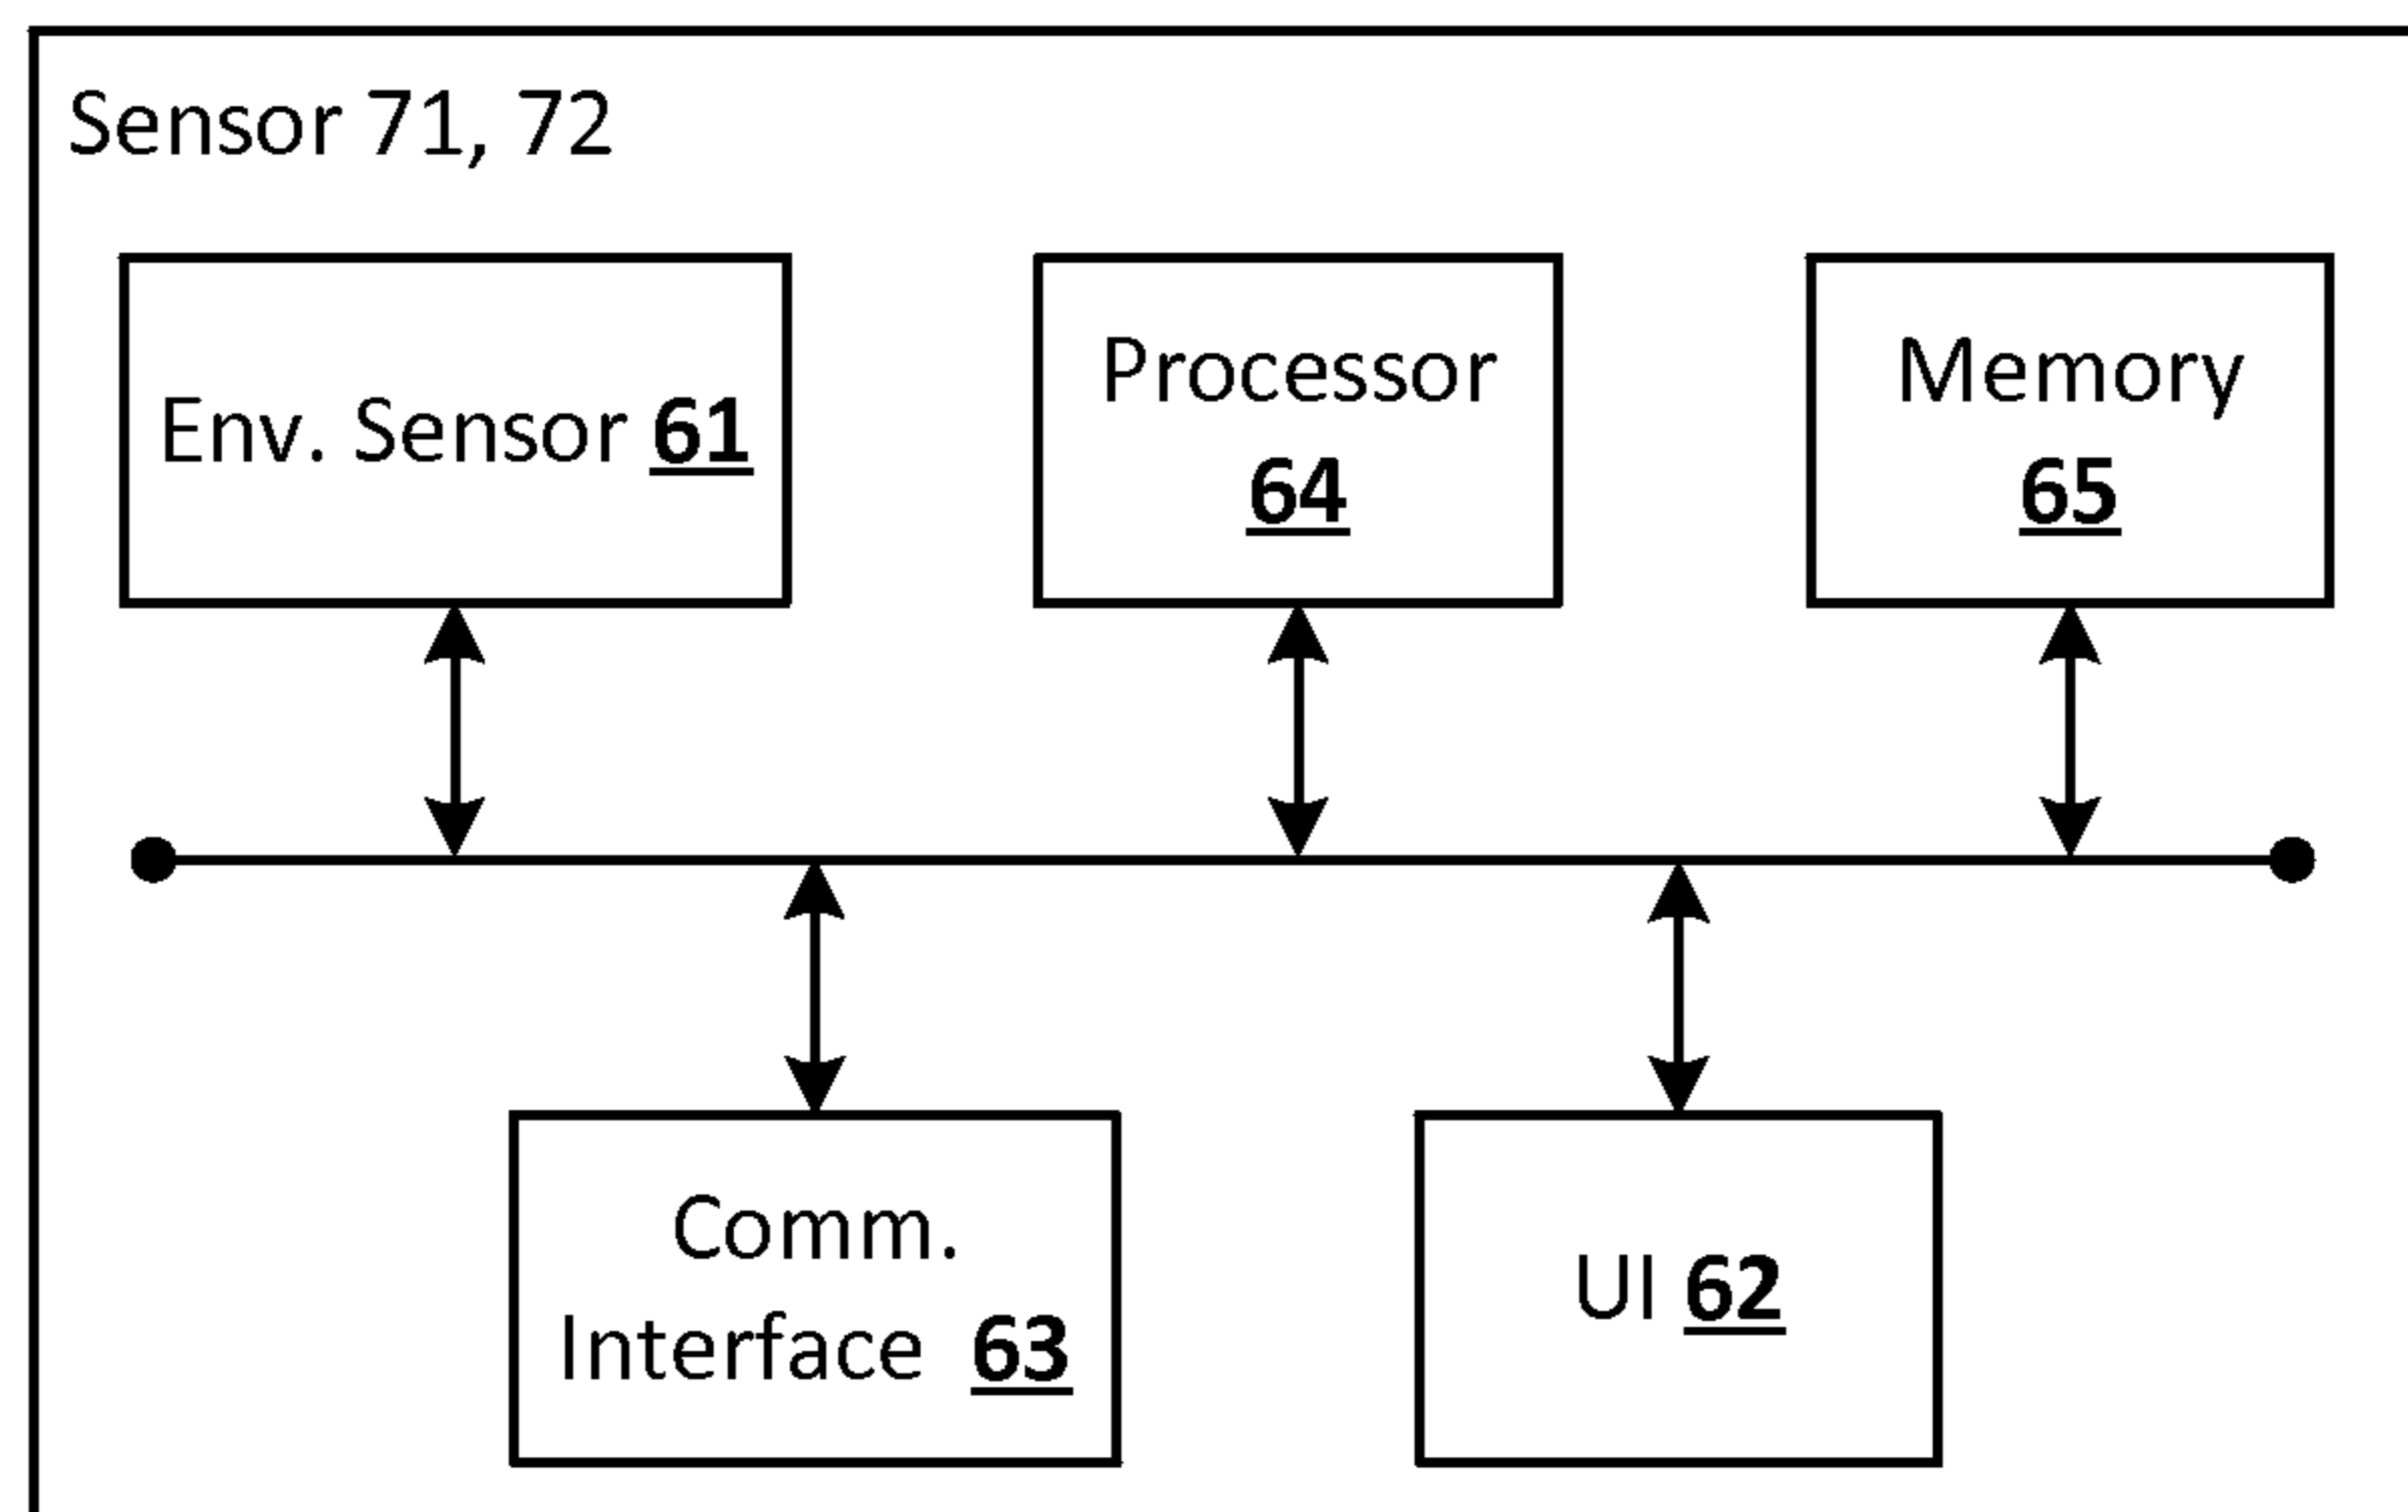 Sensor 71, 72
Env. Sensor 61
Processor
64
Memory
65
Comm.
Interface 63
UI 62